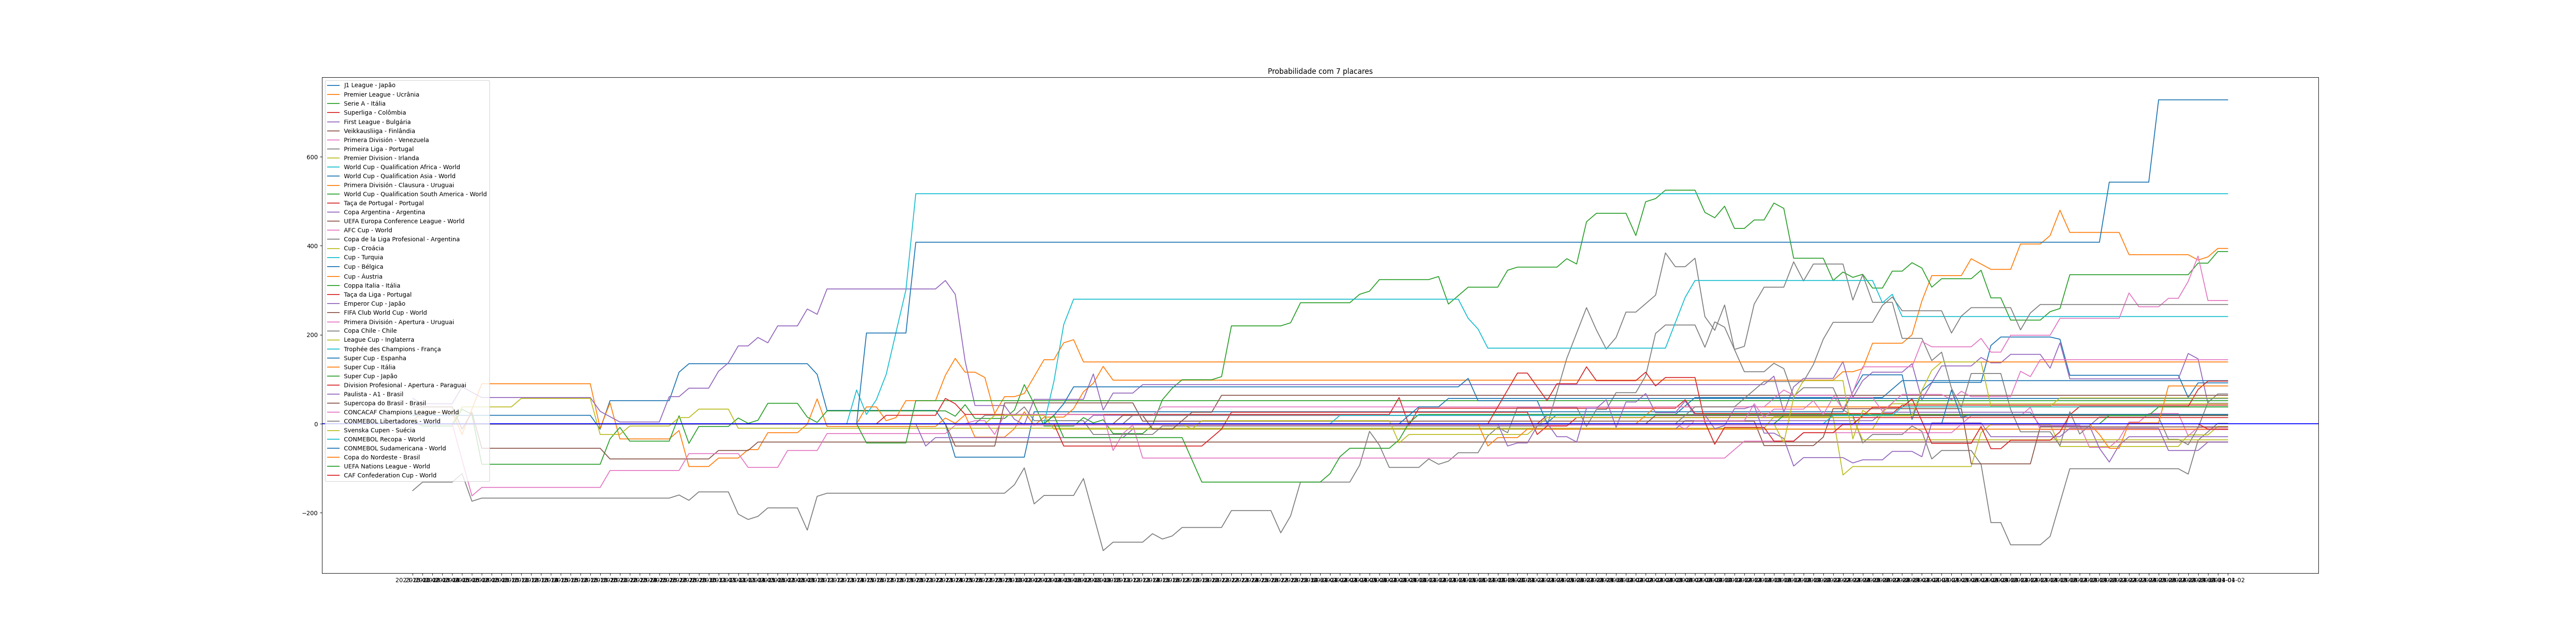 Probabilidade com 7 placares
J1 League - Japão
Premier League - Ucrânia
Serie A - Itália
Superliga - Colômbia
First League - Bulgária
Veikkausliiga - Finlândia
Primera División - Venezuela
Primeira Liga - Portugal
Premier Division - Irlanda
World Cup - Qualification Africa - World
World Cup - Qualification Asia - World
Primera División - Clausura - Uruguai
World Cup - Qualification South America - World
Taça de Portugal - Portugal
Copa Argentina - Argentina
UEFA Europa Conference League - World
AFC Cup - World
Copa de la Liga Profesional - Argentina
Cup - Croácia
Cup - Turquia
Cup - Bélgica
Cup - Áustria
Coppa Italia - Itália
Taça da Liga - Portugal
Emperor Cup - Japão
FIFA Club World Cup - World
Primera División - Apertura - Uruguai
Copa Chile - Chile
League Cup - Inglaterra
Trophée des Champions - França
Super Cup - Espanha
Super Cup - Itália
Super Cup - Japão
Division Profesional - Apertura - Paraguai
Paulista - A1 - Brasil
Supercopa do Brasil - Brasil
CONCACAF Champions League - World
CONMEBOL Libertadores - World
Svenska Cupen - Suécia
CONMEBOL Recopa - World
CONMEBOL Sudamericana - World
Copa do Nordeste - Brasil
UEFA Nations League - World
CAF Confederation Cup - World
600
400
200
0
−200